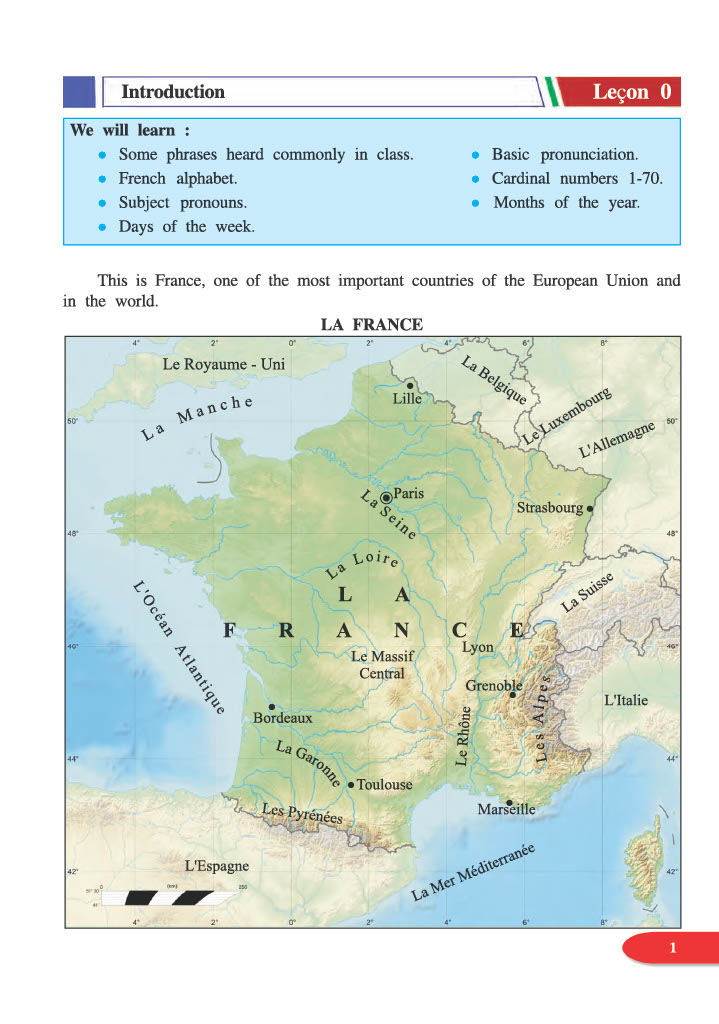 Introduction
Leçon 0
We will learn :
• Some phrases heard commonly in class.
• French alphabet.
• Subject pronouns.
• Days of the week.
• Basic pronunciation.
• Cardinal numbers 1-70.
• Months of the year.
This is France, one of the most important countries of the European Union and
in the world.
LA FRANCE
4° 2° 0° 2° 4° 6° 8°
Le Royaume - Uni
La Manche
La Belgique
Lille
Le Luxembourg
L'Allemagne
50° 50°
Paris
La Seine
Strasbourg
48° 48°
La Loire
La Suisse
L'Océan Atlantique
LA
FRANCE
46° 46°
Lyon
Le Massif
Central
Grenoble
Les Alpes
L'Italie
Bordeaux
Le Rhône
La Garonne
44° 44°
Toulouse
Les Pyrénées
Marseille
La Mer Méditerranée
L'Espagne
42° 42°
0 (km) 250
51° 30'
41°
4° 2° 0° 2° 4° 6° 8°
1